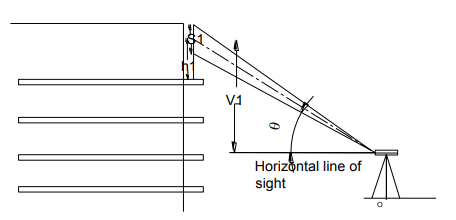 S1
h1
V1
θ
Horizontal line of
sight
O